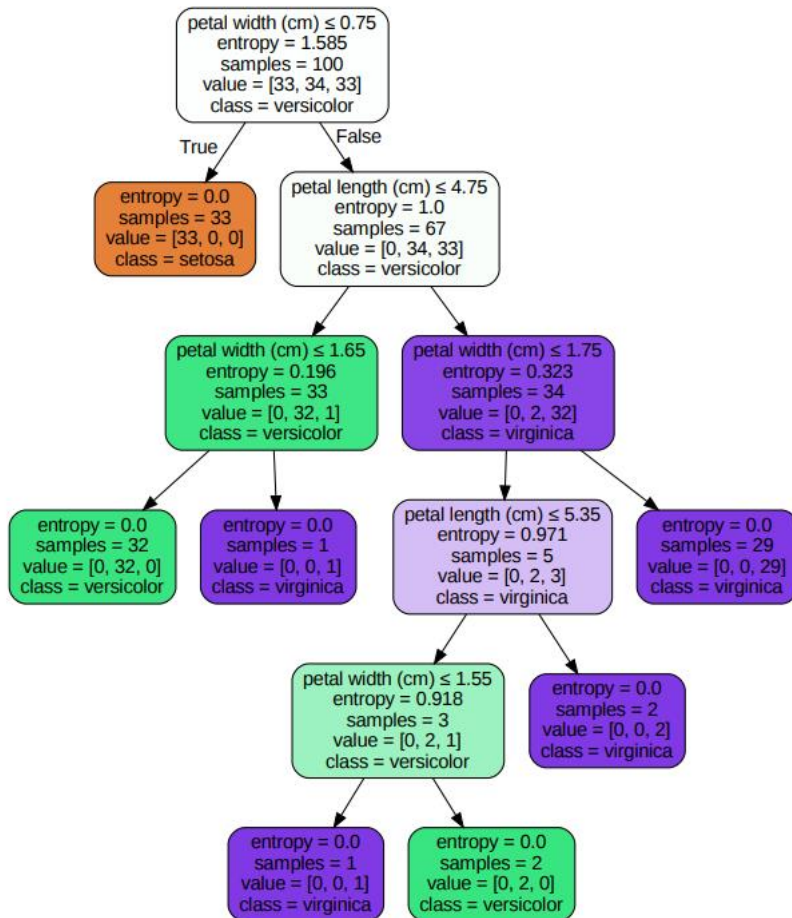 petal width (cm) ≤ 0.75
entropy = 1.585
samples = 100
value = [33, 34, 33]
class = versicolor
True
False
entropy = 0.0
samples = 33
value = [33, 0, 0]
class = setosa
petal length (cm) ≤ 4.75
entropy = 1.0
samples = 67
value = [0, 34, 33]
class = versicolor
petal width (cm) ≤ 1.65
entropy = 0.196
samples = 33
value = [0, 32, 1]
class = versicolor
petal width (cm) ≤ 1.75
entropy = 0.323
samples = 34
value = [0, 2, 32]
class = virginica
entropy = 0.0
samples = 32
value = [0, 32, 0]
class = versicolor
entropy = 0.0
samples = 1
value = [0, 0, 1]
class = virginica
petal length (cm) ≤ 5.35
entropy = 0.971
samples = 5
value = [0, 2, 3]
class = virginica
entropy = 0.0
samples = 29
value = [0, 0, 29]
class = virginica
petal width (cm) ≤ 1.55
entropy = 0.918
samples = 3
value = [0, 2, 1]
class = versicolor
entropy = 0.0
samples = 2
value = [0, 0, 2]
class = virginica
entropy = 0.0
samples = 1
value = [0, 0, 1]
class = virginica
entropy = 0.0
samples = 2
value = [0, 2, 0]
class = versicolor